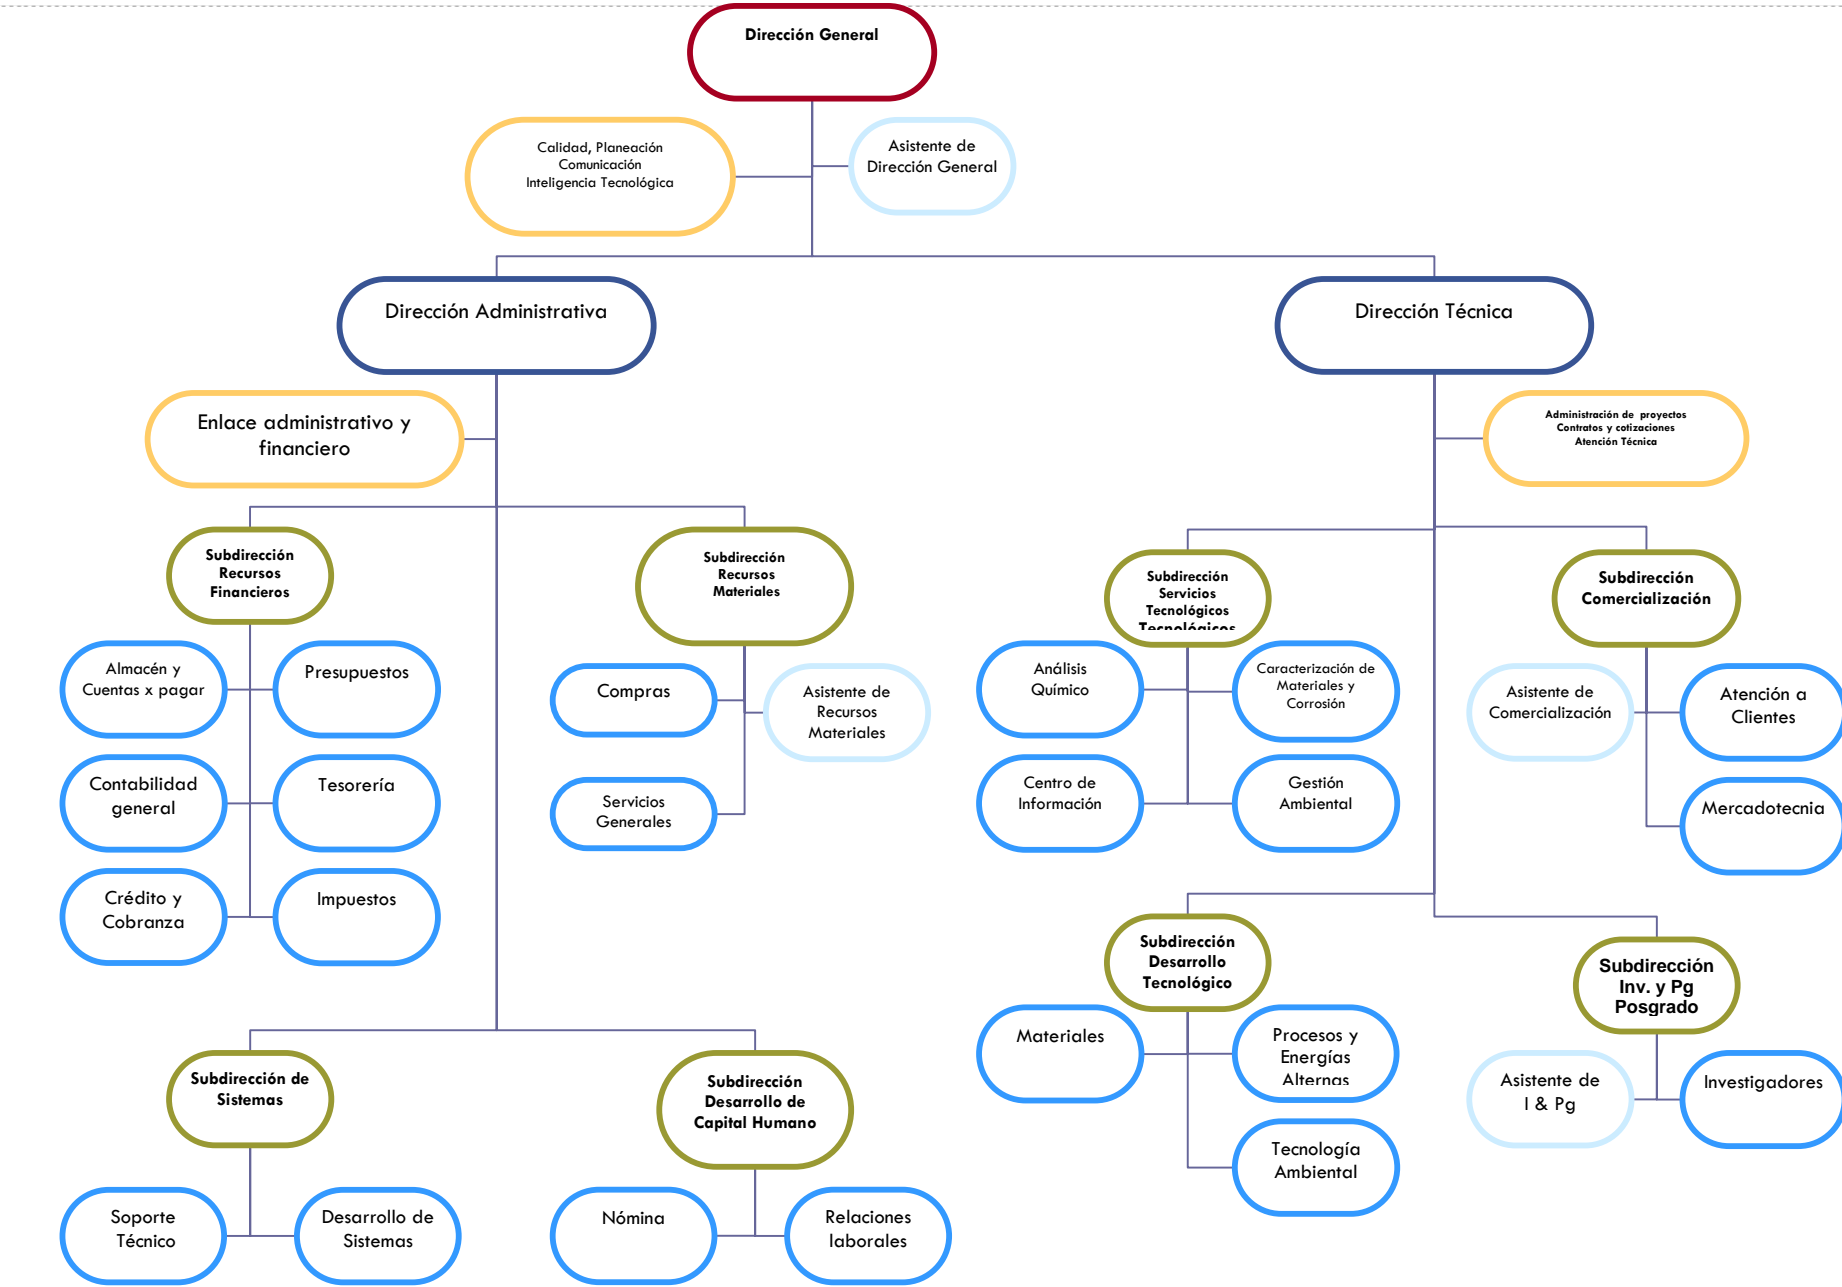 Dirección General
Calidad, Planeación
Comunicación
Inteligencia Tecnológica
Asistente de
Dirección General
Dirección Administrativa
Dirección Técnica
Enlace administrativo y
financiero
Administración de proyectos
Contratos y cotizaciones
Atención Técnica
Subdirección
Recursos
Financieros
Subdirección
Recursos
Materiales
Subdirección
Servicios
Tecnológicos
Tecnológicos
Subdirección
Comercialización
Almacén y
Cuentas x pagar
Presupuestos
Compras
Asistente de
Recursos
Materiales
Análisis
Químico
Caracterización de
Materiales y
Corrosión
Asistente de
Comercialización
Atención a
Clientes
Contabilidad
general
Tesorería
Servicios
Generales
Centro de
Información
Gestión
Ambiental
Mercadotecnia
Crédito y
Cobranza
Impuestos
Subdirección
Desarrollo
Tecnológico
Subdirección
Inv. y Pg
Posgrado
Materiales
Procesos y
Energías
Alternas
Asistente de
I & Pg
Investigadores
Subdirección de
Sistemas
Subdirección
Desarrollo de
Capital Humano
Tecnología
Ambiental
Soporte
Técnico
Desarrollo de
Sistemas
Nómina
Relaciones
laborales